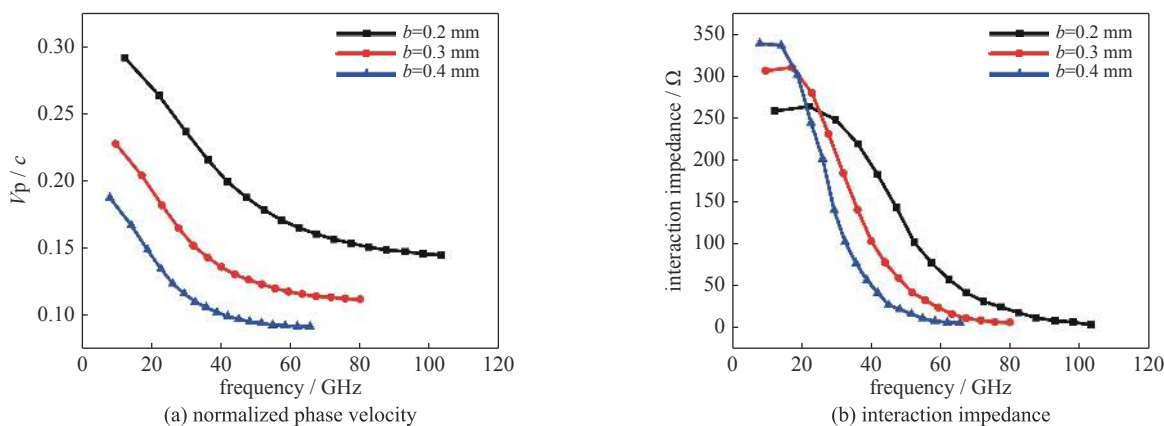 b=0.2 mm
b=0.3 mm
b=0.4 mm
0.30
0.25
0.20
0.15
0.10
Vp / c
0 20 40 60 80 100 120
frequency / GHz
(a) normalized phase velocity
b=0.2 mm
b=0.3 mm
b=0.4 mm
350
300
250
200
150
100
50
0
interaction impedance / Ω
0 20 40 60 80 100 120
frequency / GHz
(b) interaction impedance